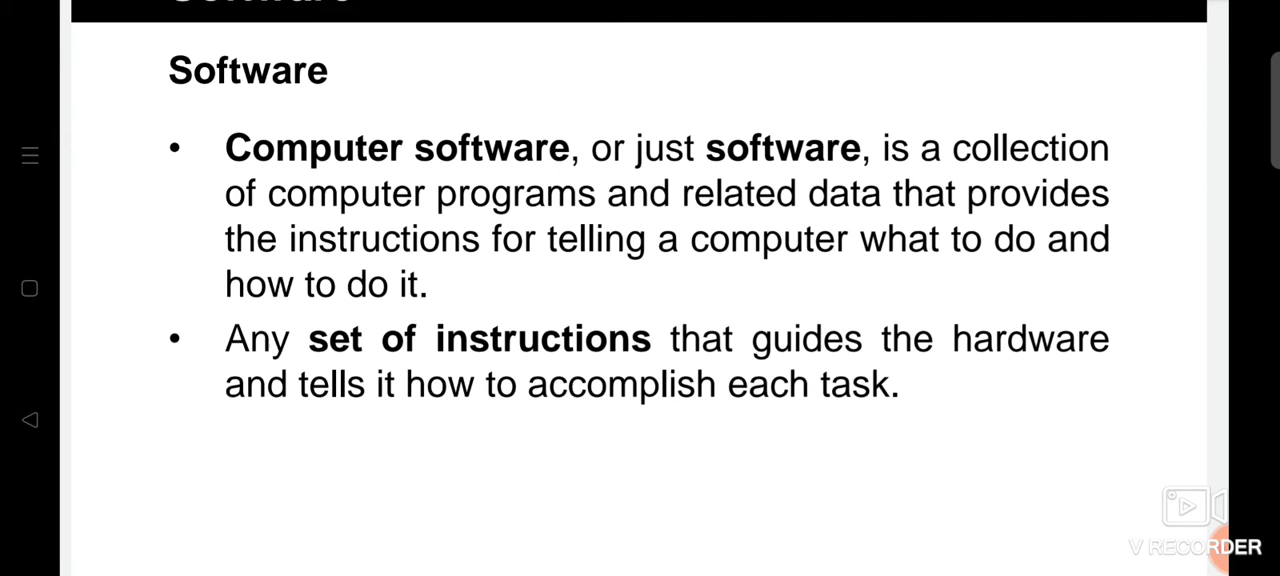 Software
Software
• Computer software, or just software, is a collection
of computer programs and related data that provides
the instructions for telling a computer what to do and
how to do it.
• Any set of instructions that guides the hardware
and tells it how to accomplish each task.
V RECORDER